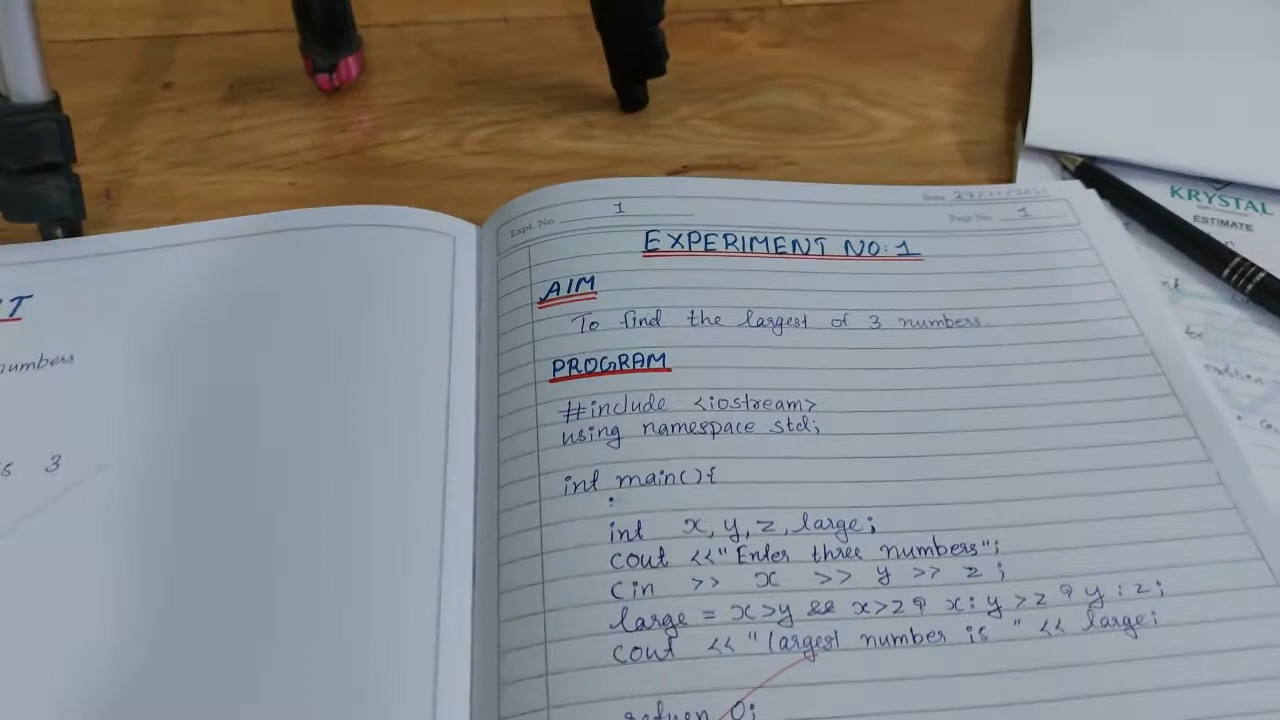 T
numbers
is 3
Expt. No. 1
Date
Page No. 1
EXPERIMENT NO: 1
AIM
To find the largest of 3 numbers.
PROGRAM
#include <iostream>
using namespace std;
int main(){
:
int x, y, z, large;
cout <<"Enter three numbers";
cin >> x >> y >> z ;
large = x>y && x>z ? x : y >z ? y : z ;
cout << "largest number is " << large;
return 0;
KRYSTAL
ESTIMATE